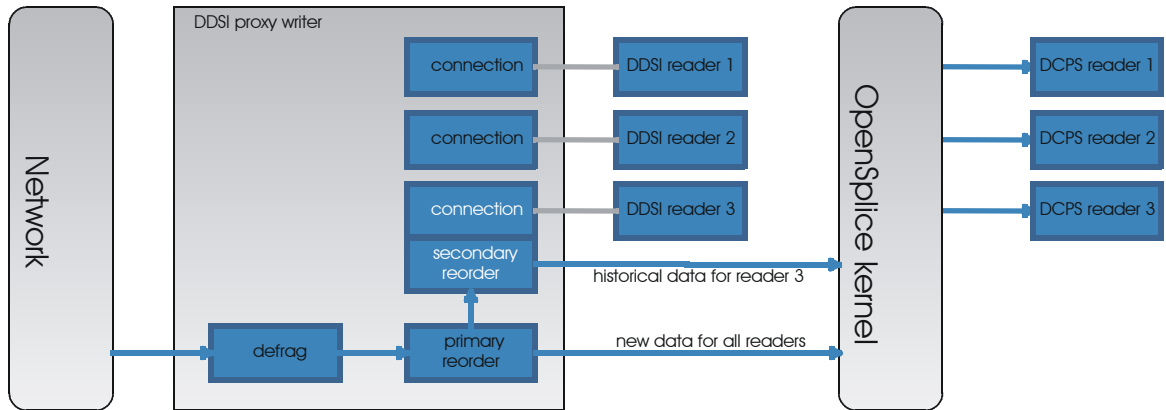 Network
DDSI proxy writer
connection
DDSI reader 1
connection
DDSI reader 2
connection
DDSI reader 3
secondary
reorder
historical data for reader 3
defrag
primary
reorder
new data for all readers
OpenSplice kernel
DCPS reader 1
DCPS reader 2
DCPS reader 3